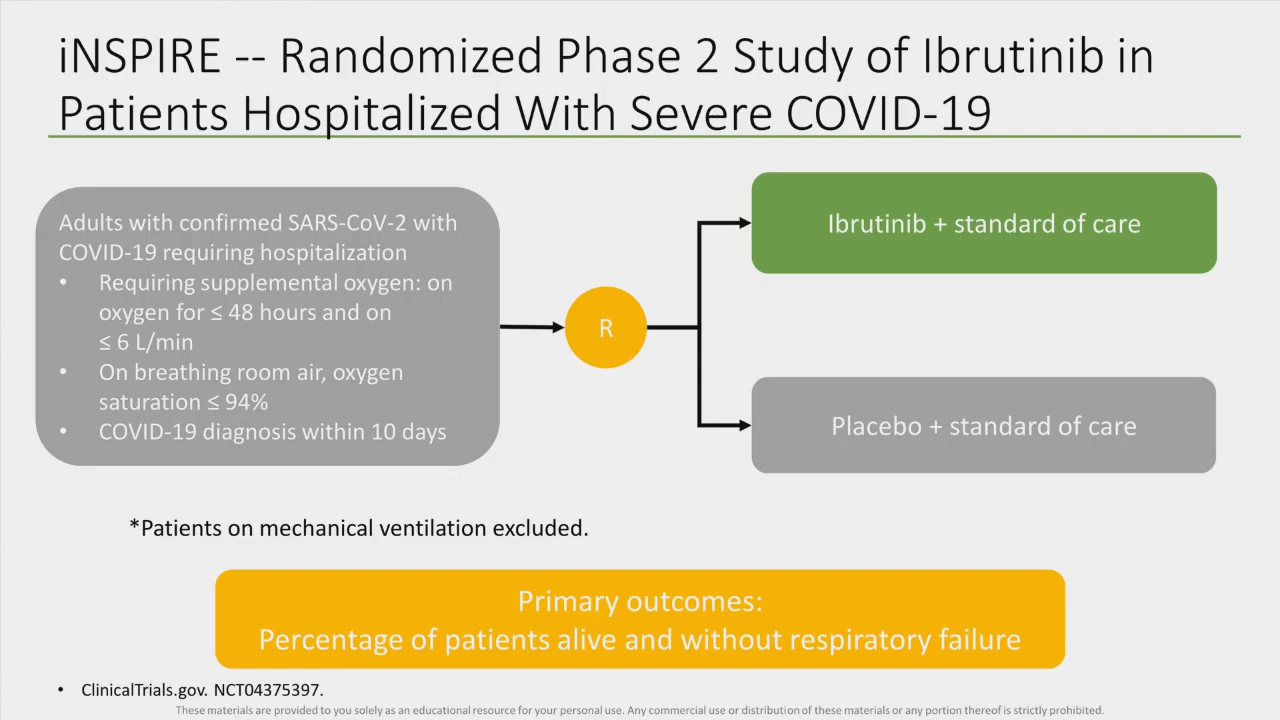 iNSPIRE -- Randomized Phase 2 Study of Ibrutinib in
Patients Hospitalized With Severe COVID-19
Adults with confirmed SARS-CoV-2 with
COVID-19 requiring hospitalization
• Requiring supplemental oxygen: on
oxygen for ≤ 48 hours and on
≤ 6 L/min
• On breathing room air, oxygen
saturation ≤ 94%
• COVID-19 diagnosis within 10 days
R
Ibrutinib + standard of care
Placebo + standard of care
*Patients on mechanical ventilation excluded.
Primary outcomes:
Percentage of patients alive and without respiratory failure
• ClinicalTrials.gov. NCT04375397.
These materials are provided to you solely as an educational resource for your personal use. Any commercial use or distribution of these materials or any portion thereof is strictly prohibited.